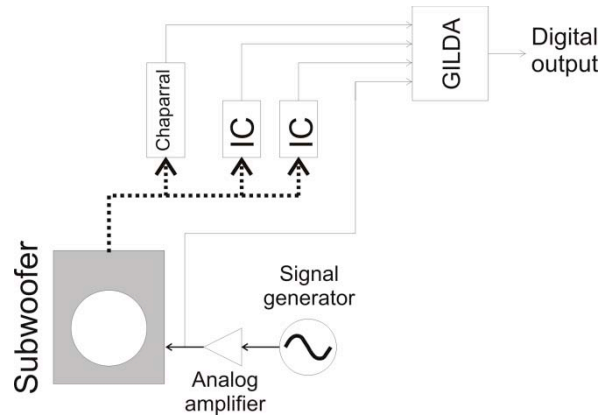 Digital
output
GILDA
Chaparral
IC
IC
Subwoofer
Signal
generator
Analog
amplifier